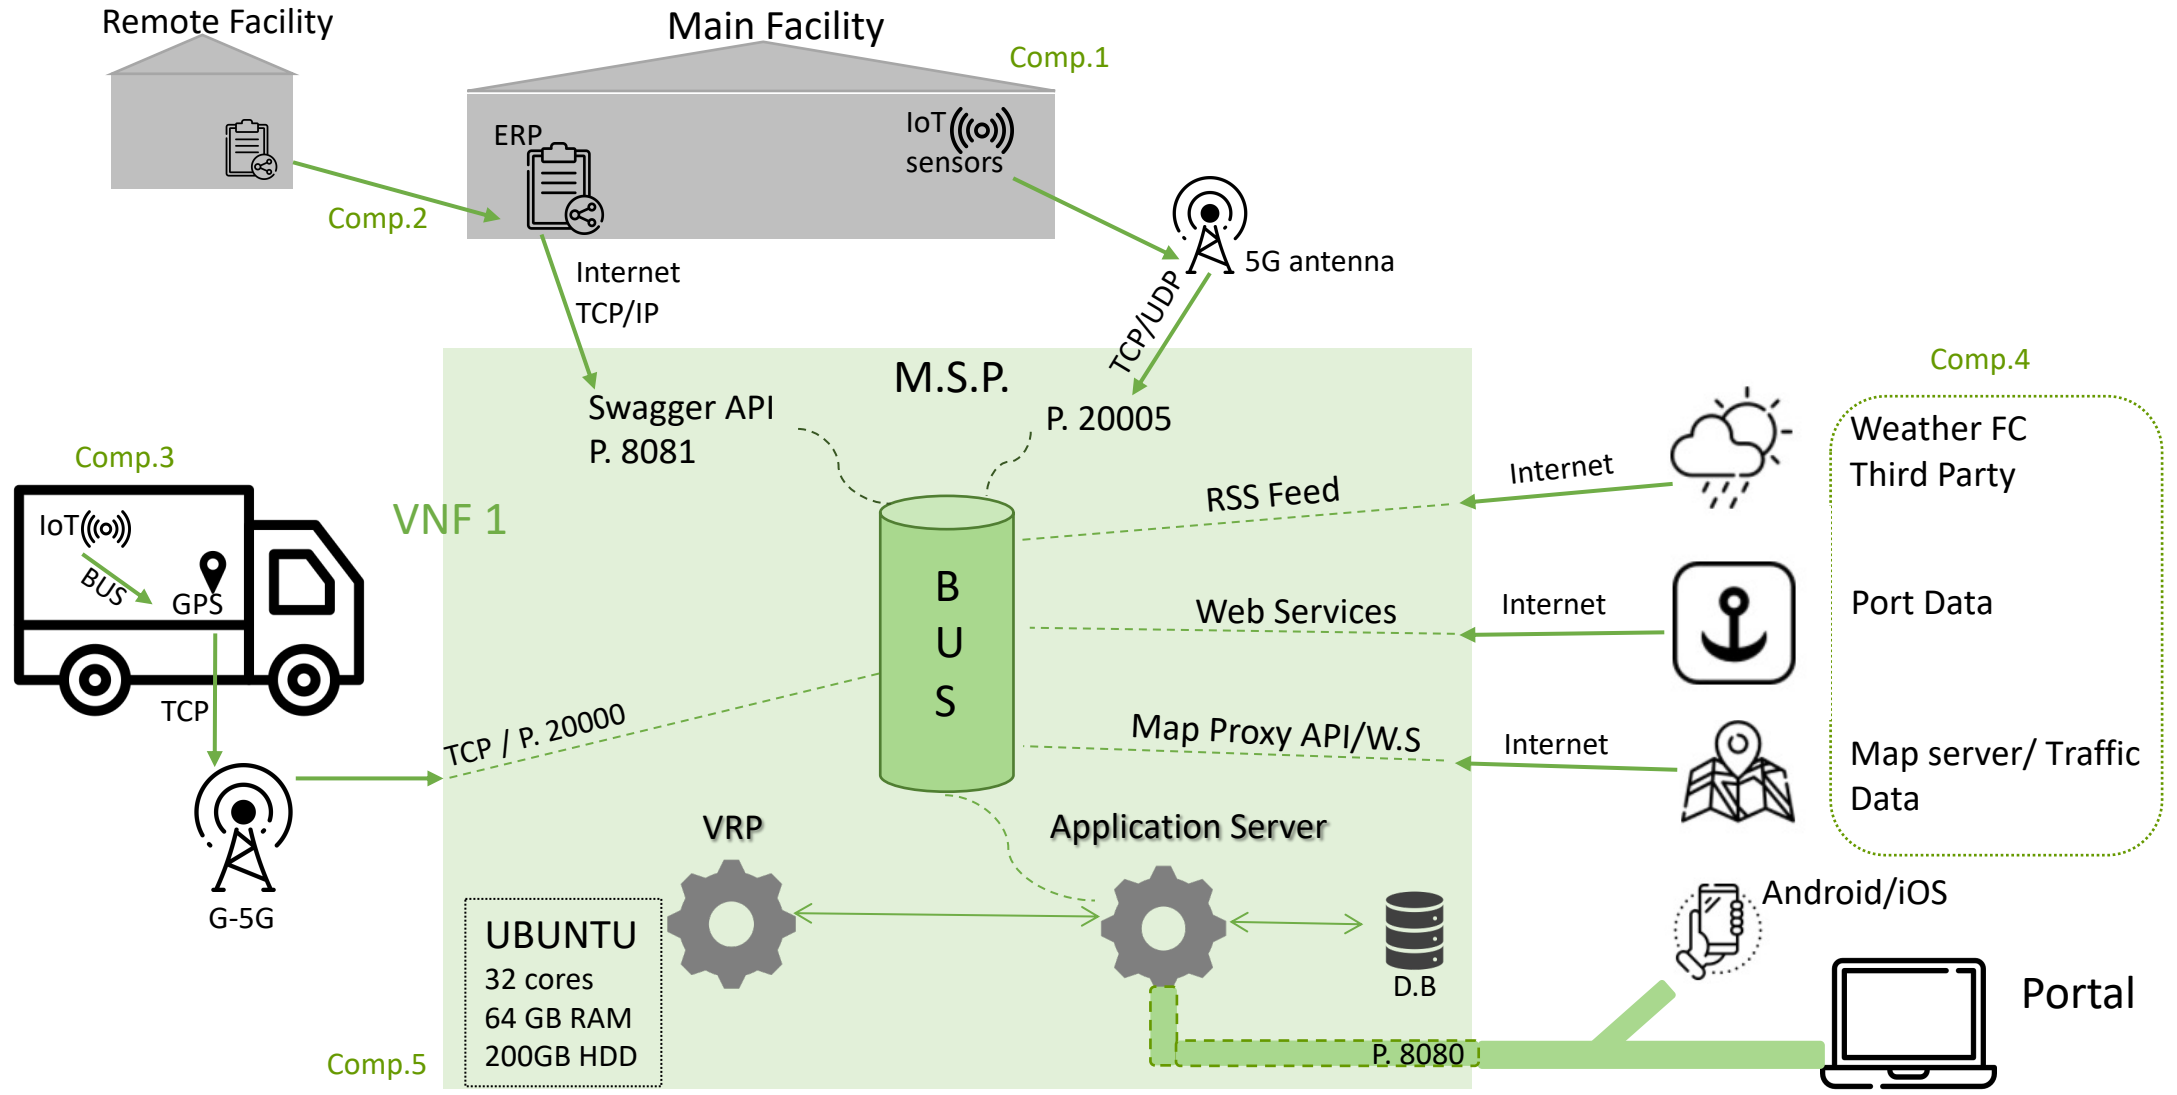 Remote Facility
Main Facility
Comp.1
ERP
IoT
sensors
Comp.2
Internet
TCP/IP
5G antenna
TCP/UDP
M.S.P.
Swagger API
P. 8081
P. 20005
Comp.4
Weather FC
Third Party
Internet
RSS Feed
Comp.3
VNF 1
IoT
BUS
GPS
B
U
S
Web Services
Internet
Port Data
TCP
TCP / P. 20000
Map Proxy API/W.S
Internet
Map server/ Traffic
Data
VRP
Application Server
G-5G
Android/iOS
UBUNTU
32 cores
64 GB RAM
200GB HDD
D.B
Portal
P. 8080
Comp.5